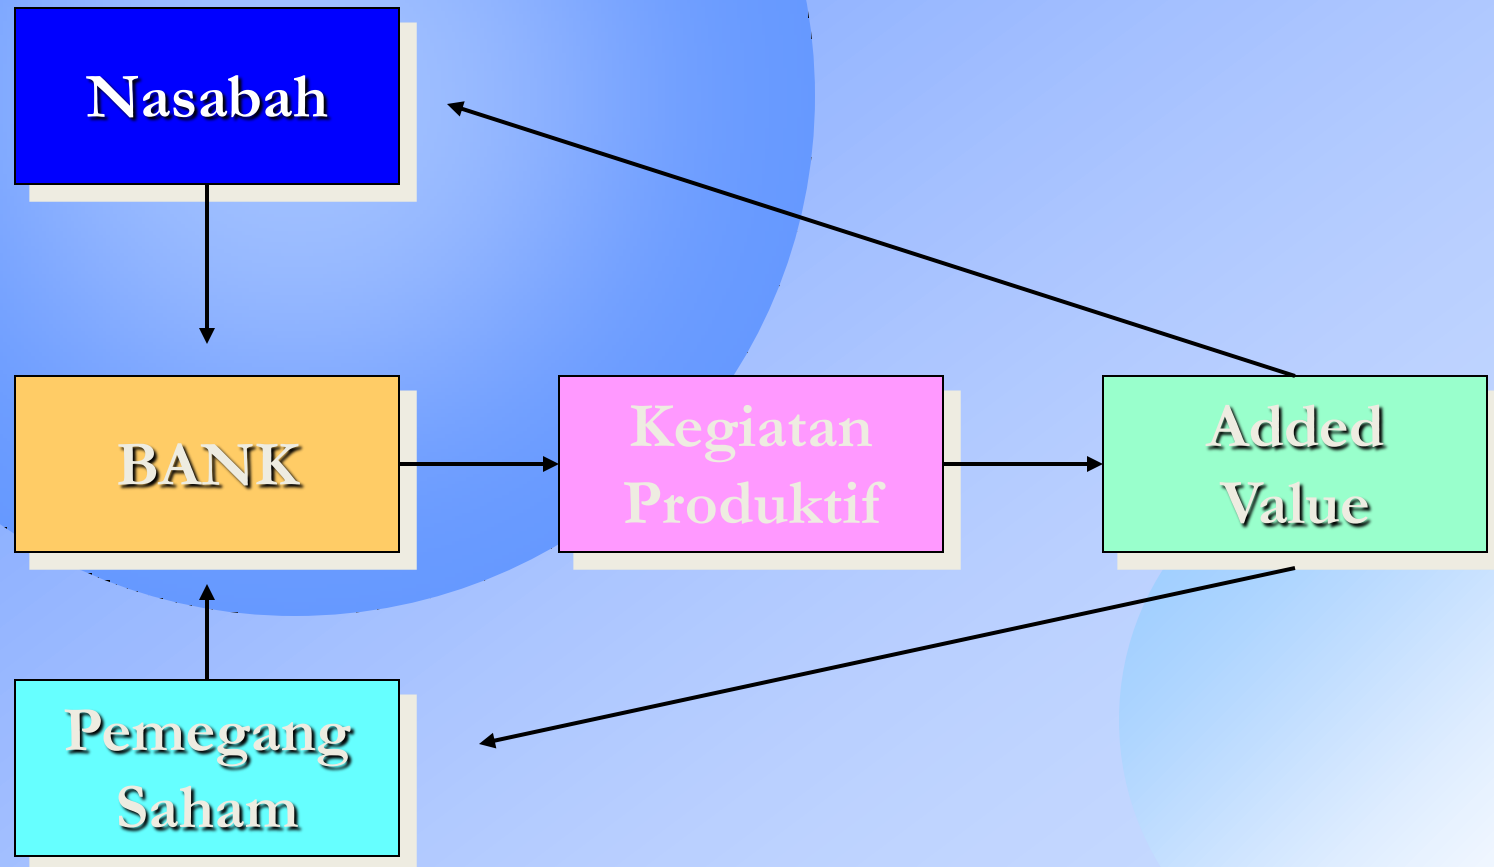 Nasabah
BANK
Kegiatan
Produktif
Added
Value
Pemegang
Saham